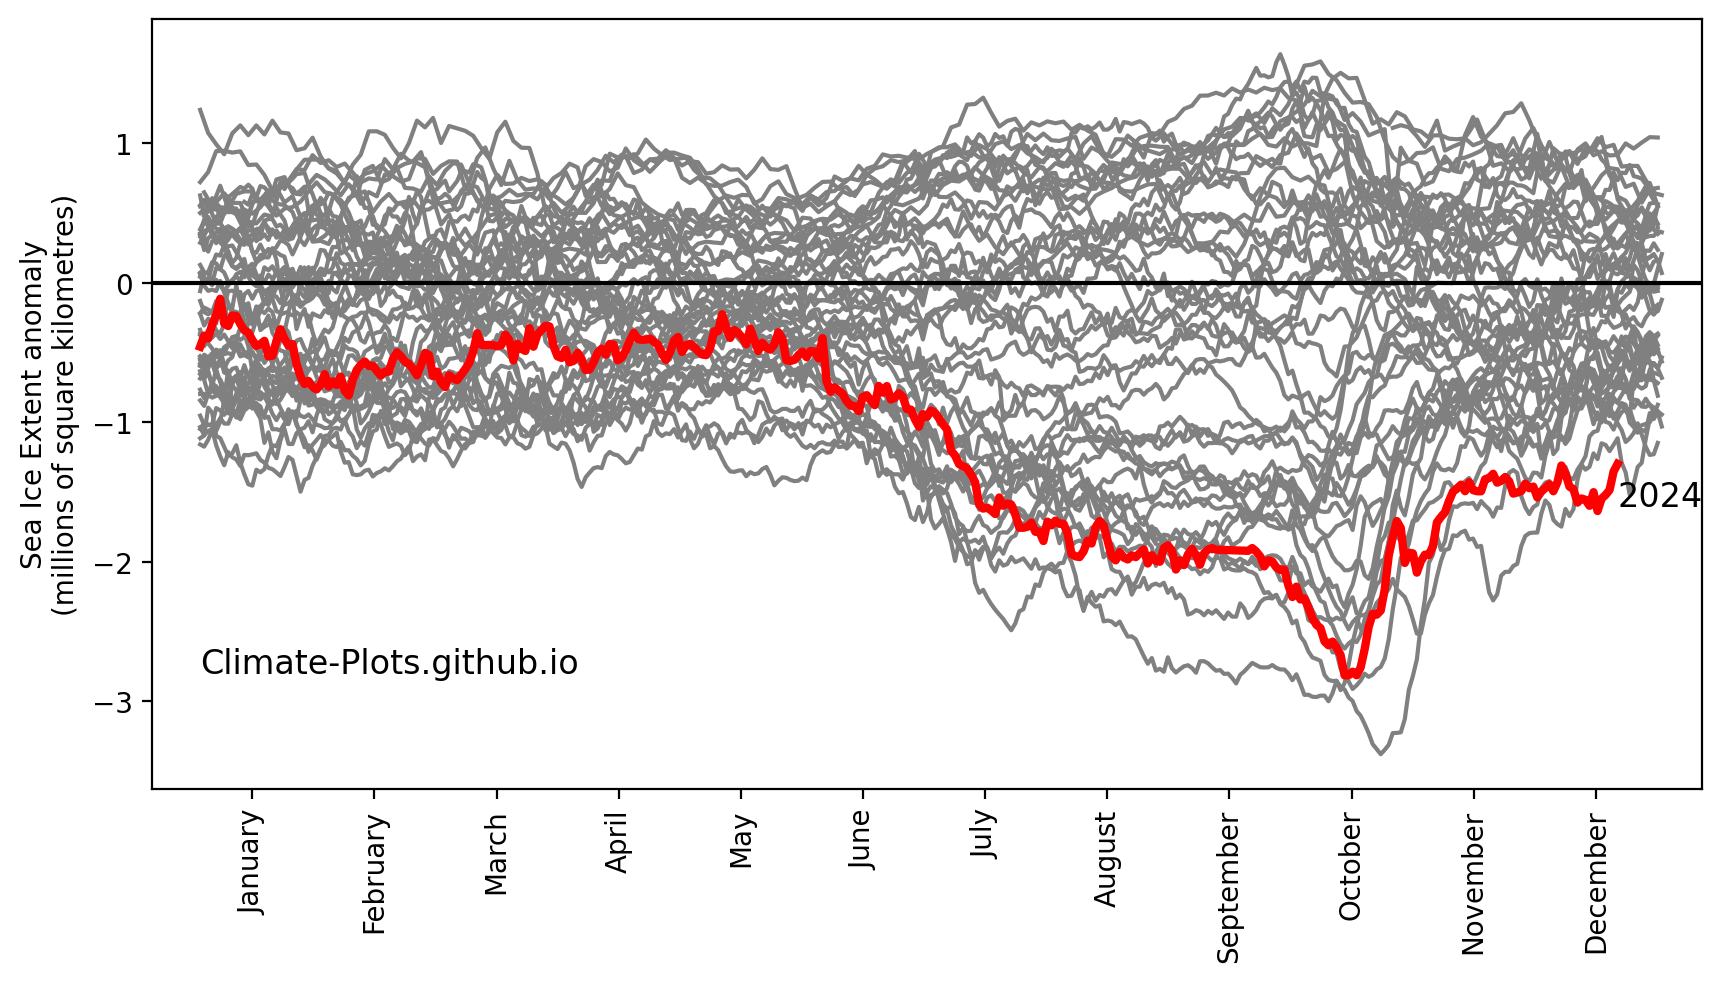 Sea Ice Extent anomaly
(millions of square kilometres)
1
0
−1
−2
−3
2024
Climate-Plots.github.io
January
February
March
April
May
June
July
August
September
October
November
December